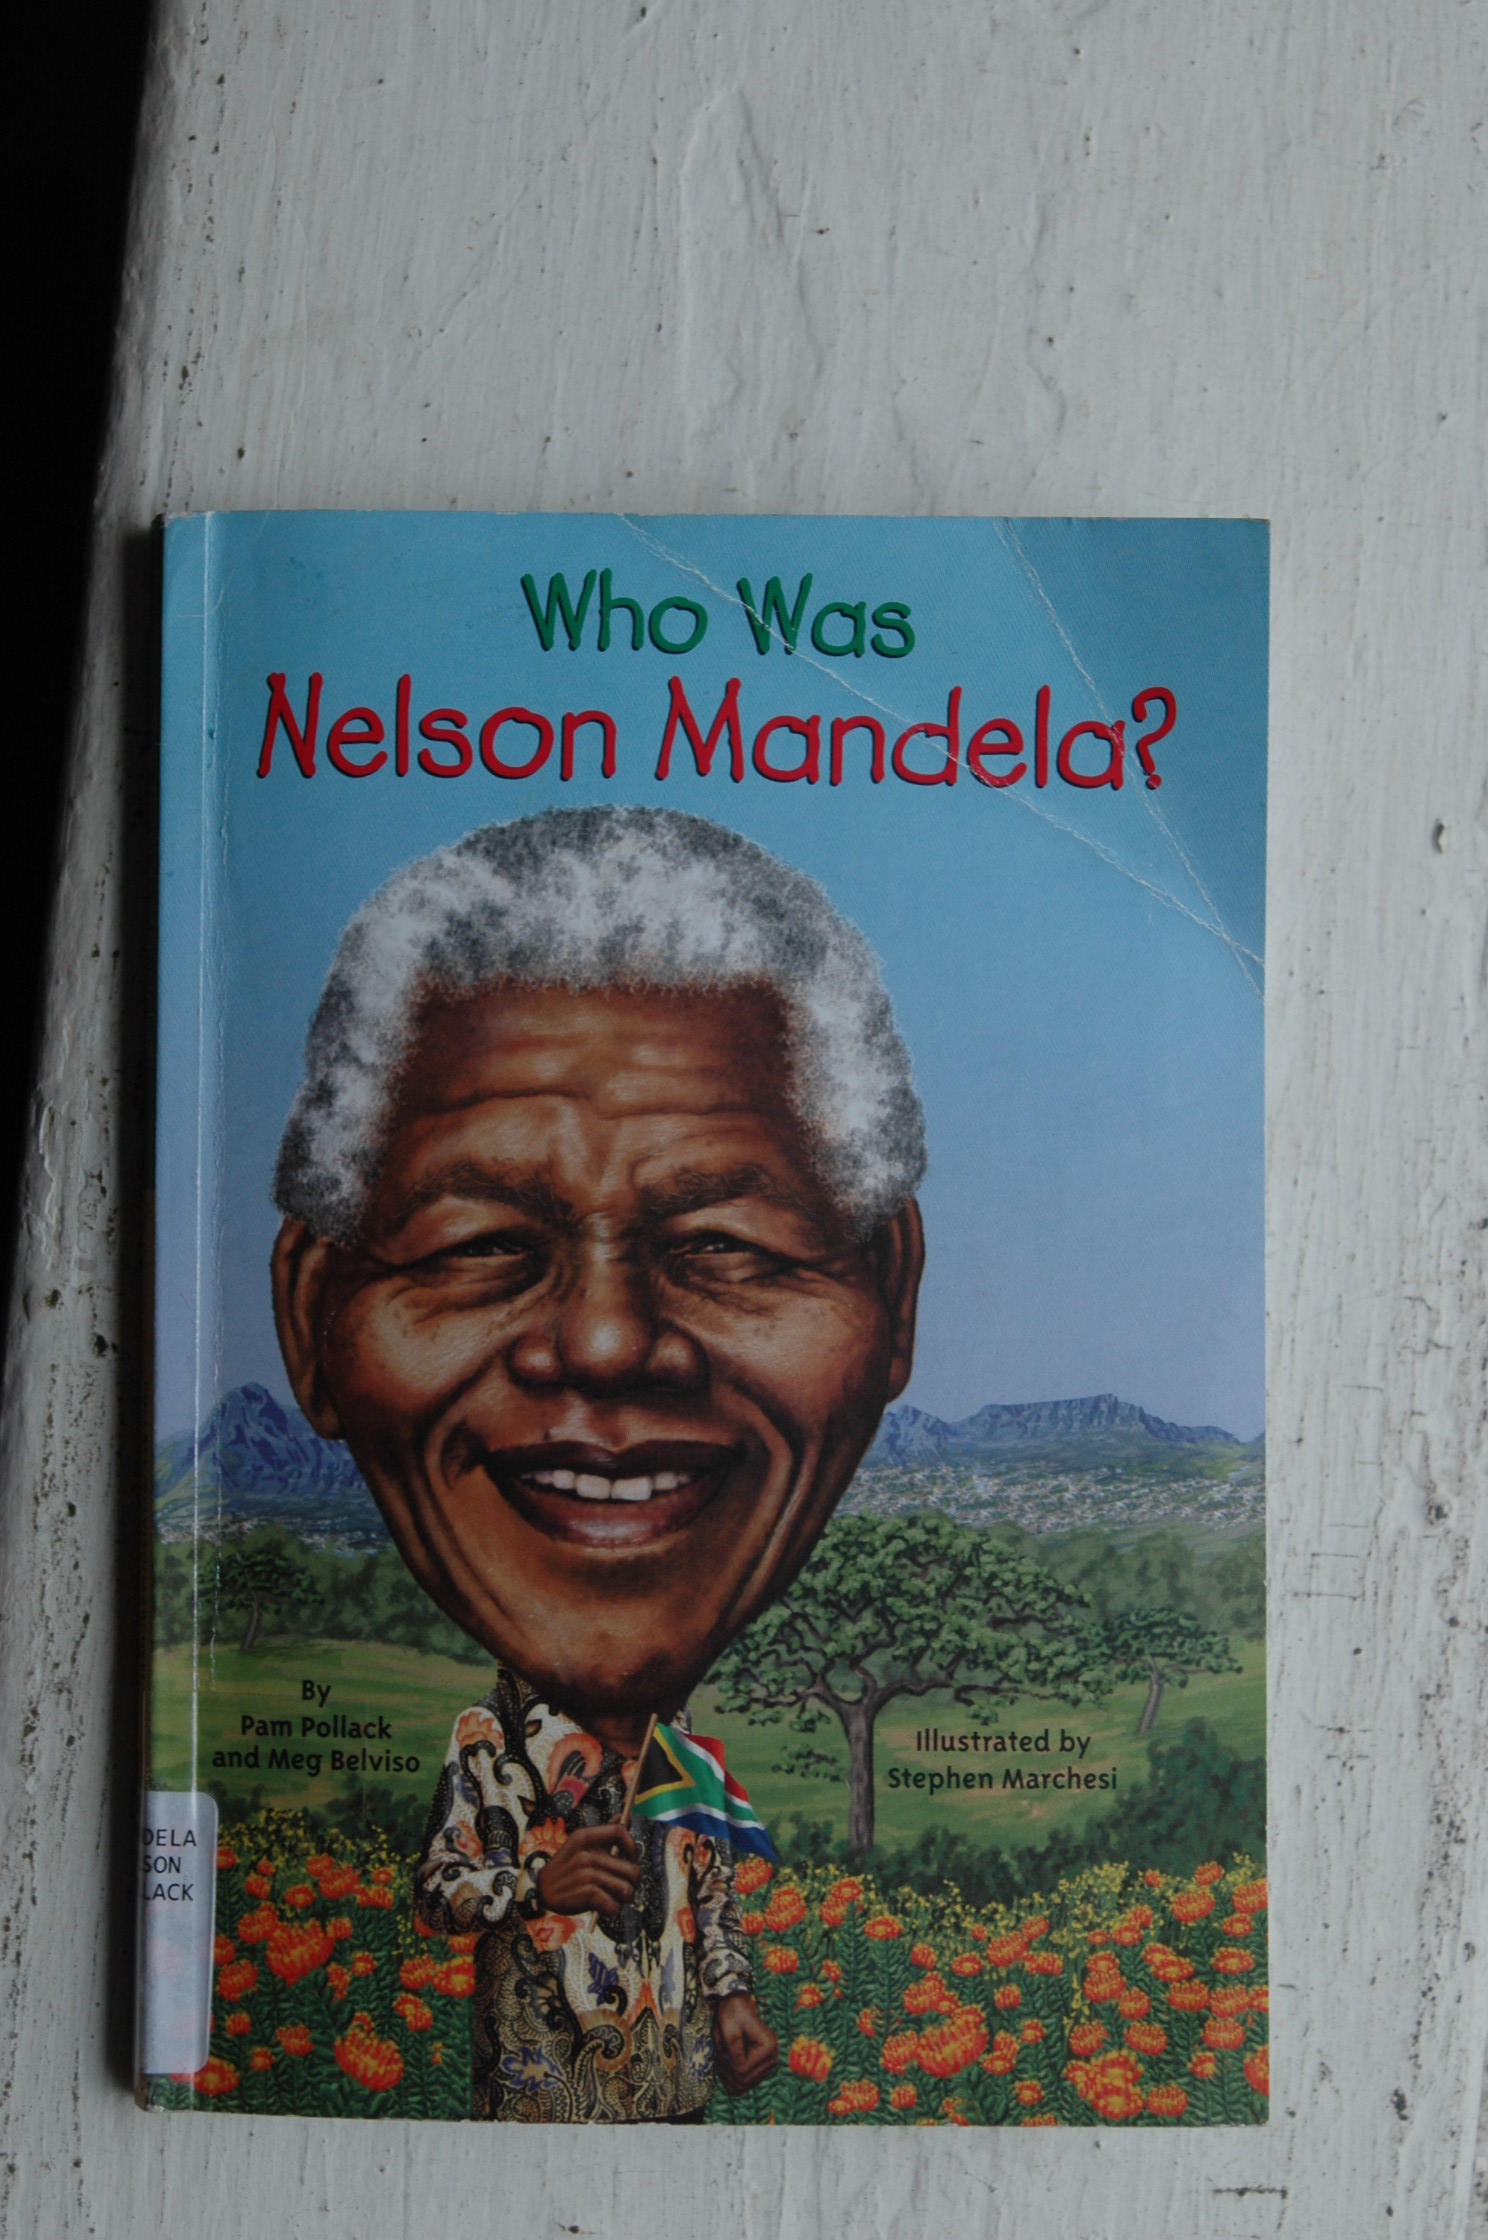 Who Was
Nelson Mandela?
By
Pam Pollack
and Meg Belviso
Illustrated by
Stephen Marchesi
DELA
SON
LACK